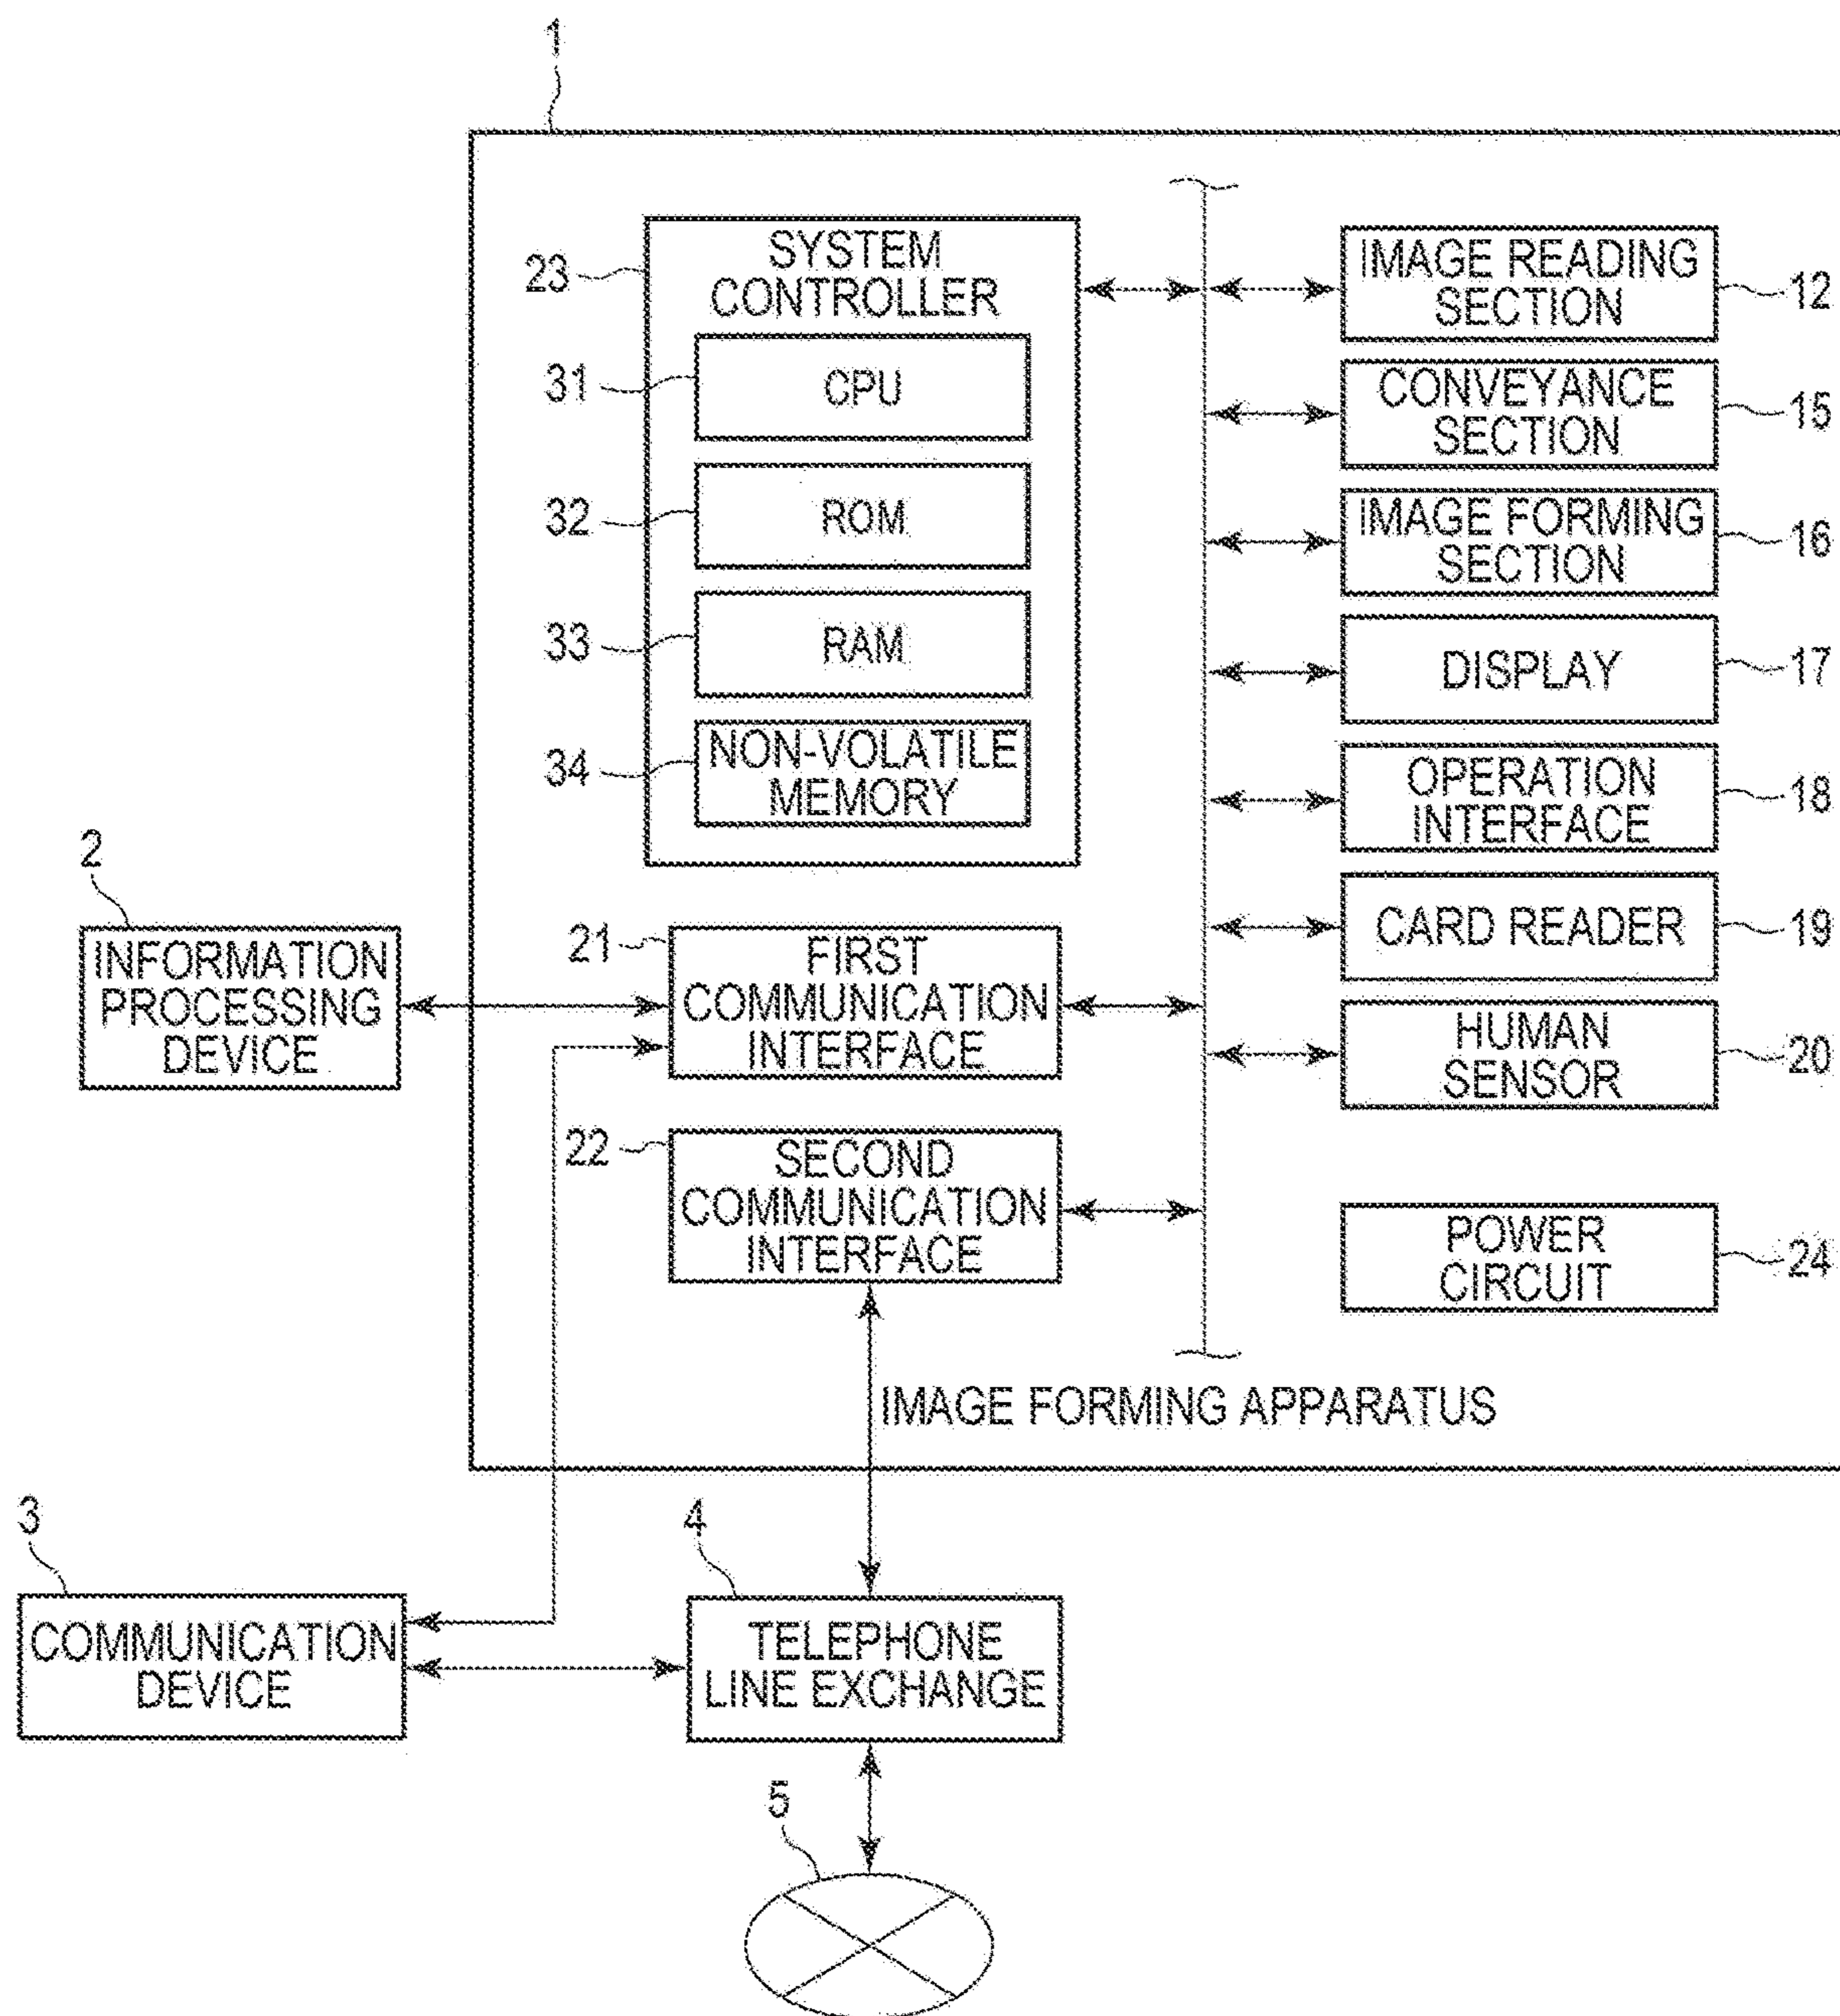 1
23
SYSTEM
CONTROLLER
31
CPU
32
ROM
33
RAM
34
NON-VOLATILE
MEMORY
IMAGE READING
SECTION
12
CONVEYANCE
SECTION
15
IMAGE FORMING
SECTION
16
DISPLAY
17
OPERATION
INTERFACE
18
CARD READER
19
HUMAN
SENSOR
20
POWER
CIRCUIT
24
2
INFORMATION
PROCESSING
DEVICE
21
FIRST
COMMUNICATION
INTERFACE
22
SECOND
COMMUNICATION
INTERFACE
IMAGE FORMING APPARATUS
3
COMMUNICATION
DEVICE
4
TELEPHONE
LINE EXCHANGE
5